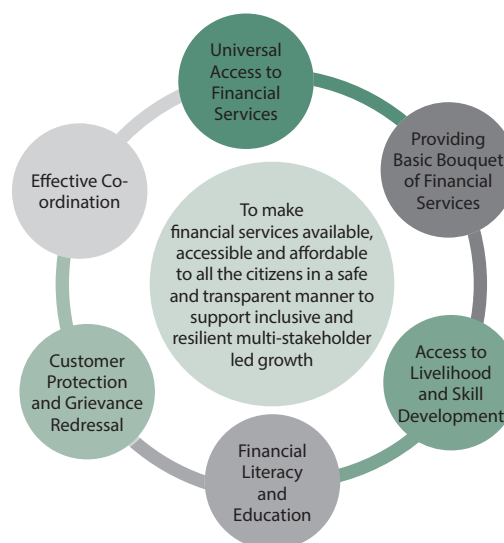 Universal
Access to
Financial
Services
Providing
Basic Bouquet
of Financial
Services
Access to
Livelihood
and Skill
Development
Financial
Literacy
and
Education
Customer
Protection
and Grievance
Redressal
Effective Co-
ordination
To make
financial services available,
accessible and affordable
to all the citizens in a safe
and transparent manner to
support inclusive and
resilient multi-stakeholder
led growth